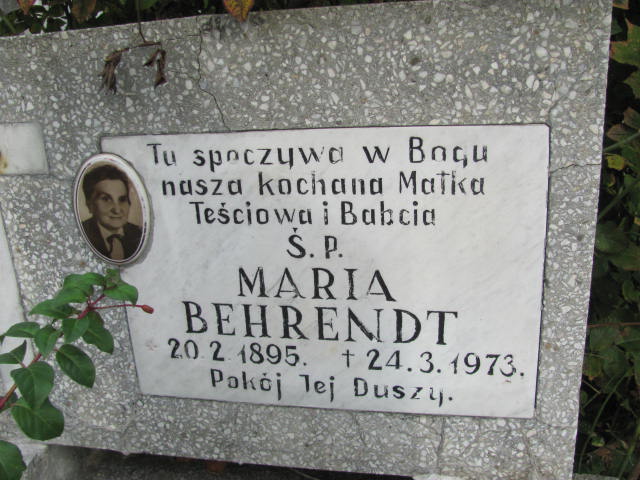 Tu spoczywa w Bogu
nasza kochana Matka
Teściowa i Babcia
Ś. P.
MARIA
BEHRENDT
20.2.1895. † 24.3.1973.
Pokój Jej Duszy.